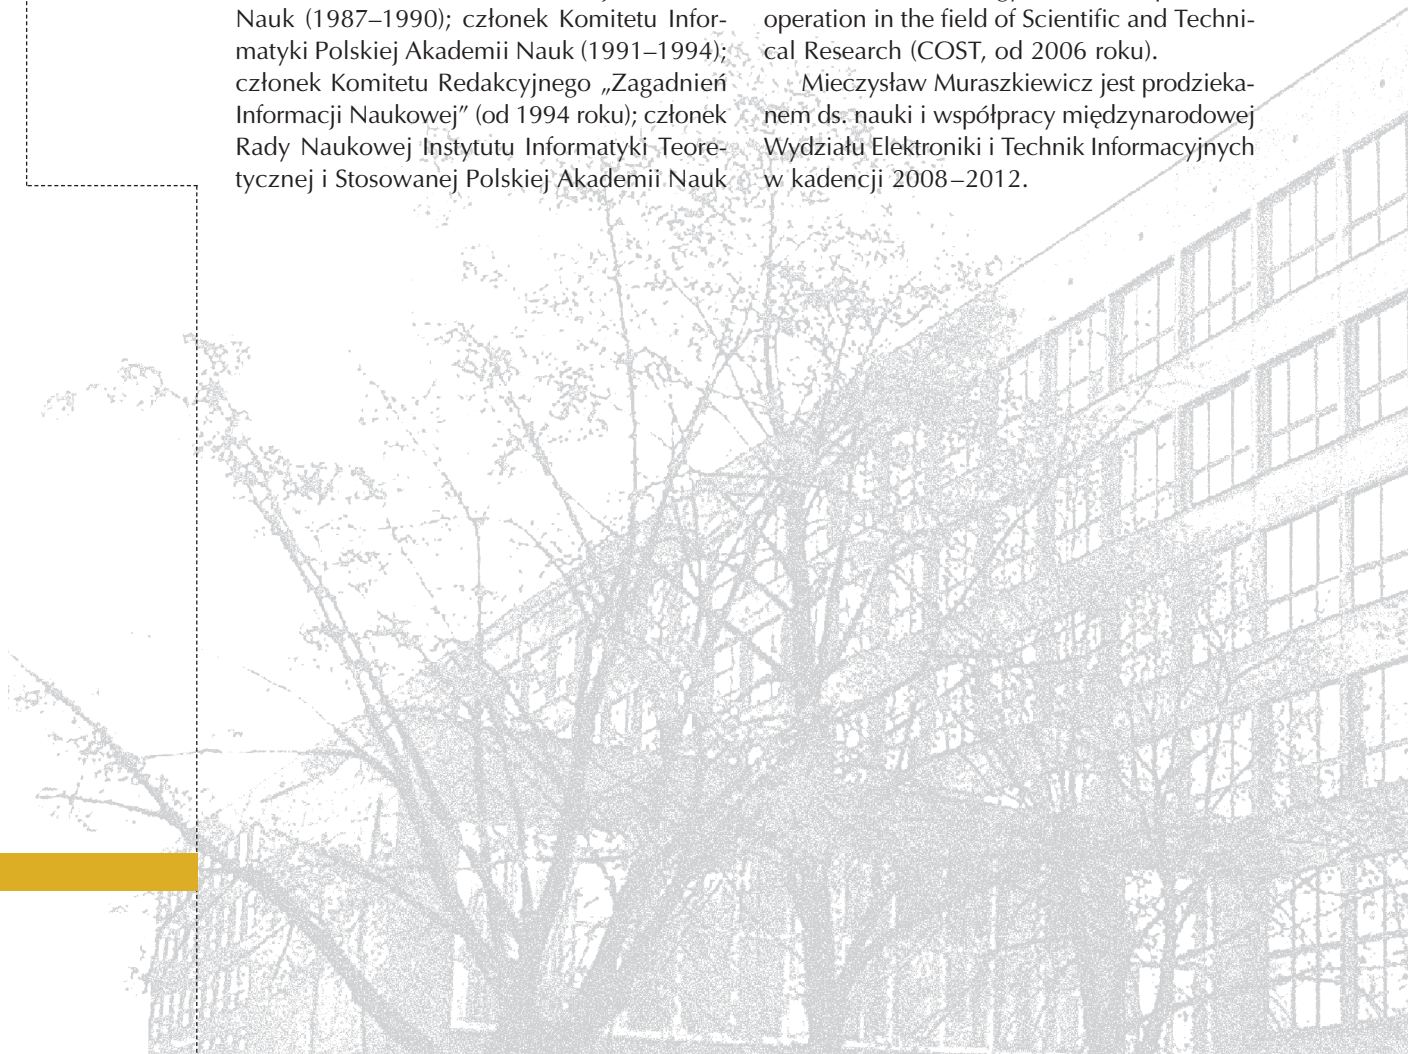 Nauk (1987–1990); członek Komitetu Infor-
matyki Polskiej Akademii Nauk (1991–1994);
członek Komitetu Redakcyjnego „Zagadnień
Informacji Naukowej” (od 1994 roku); członek
Rady Naukowej Instytutu Informatyki Teore-
tycznej i Stosowanej Polskiej Akademii Nauk
operation in the field of Scientific and Techni-
cal Research (COST, od 2006 roku).
Mieczysław Muraszkiewicz jest prodzieka-
nem ds. nauki i współpracy międzynarodowej
Wydziału Elektroniki i Technik Informacyjnych
w kadencji 2008–2012.